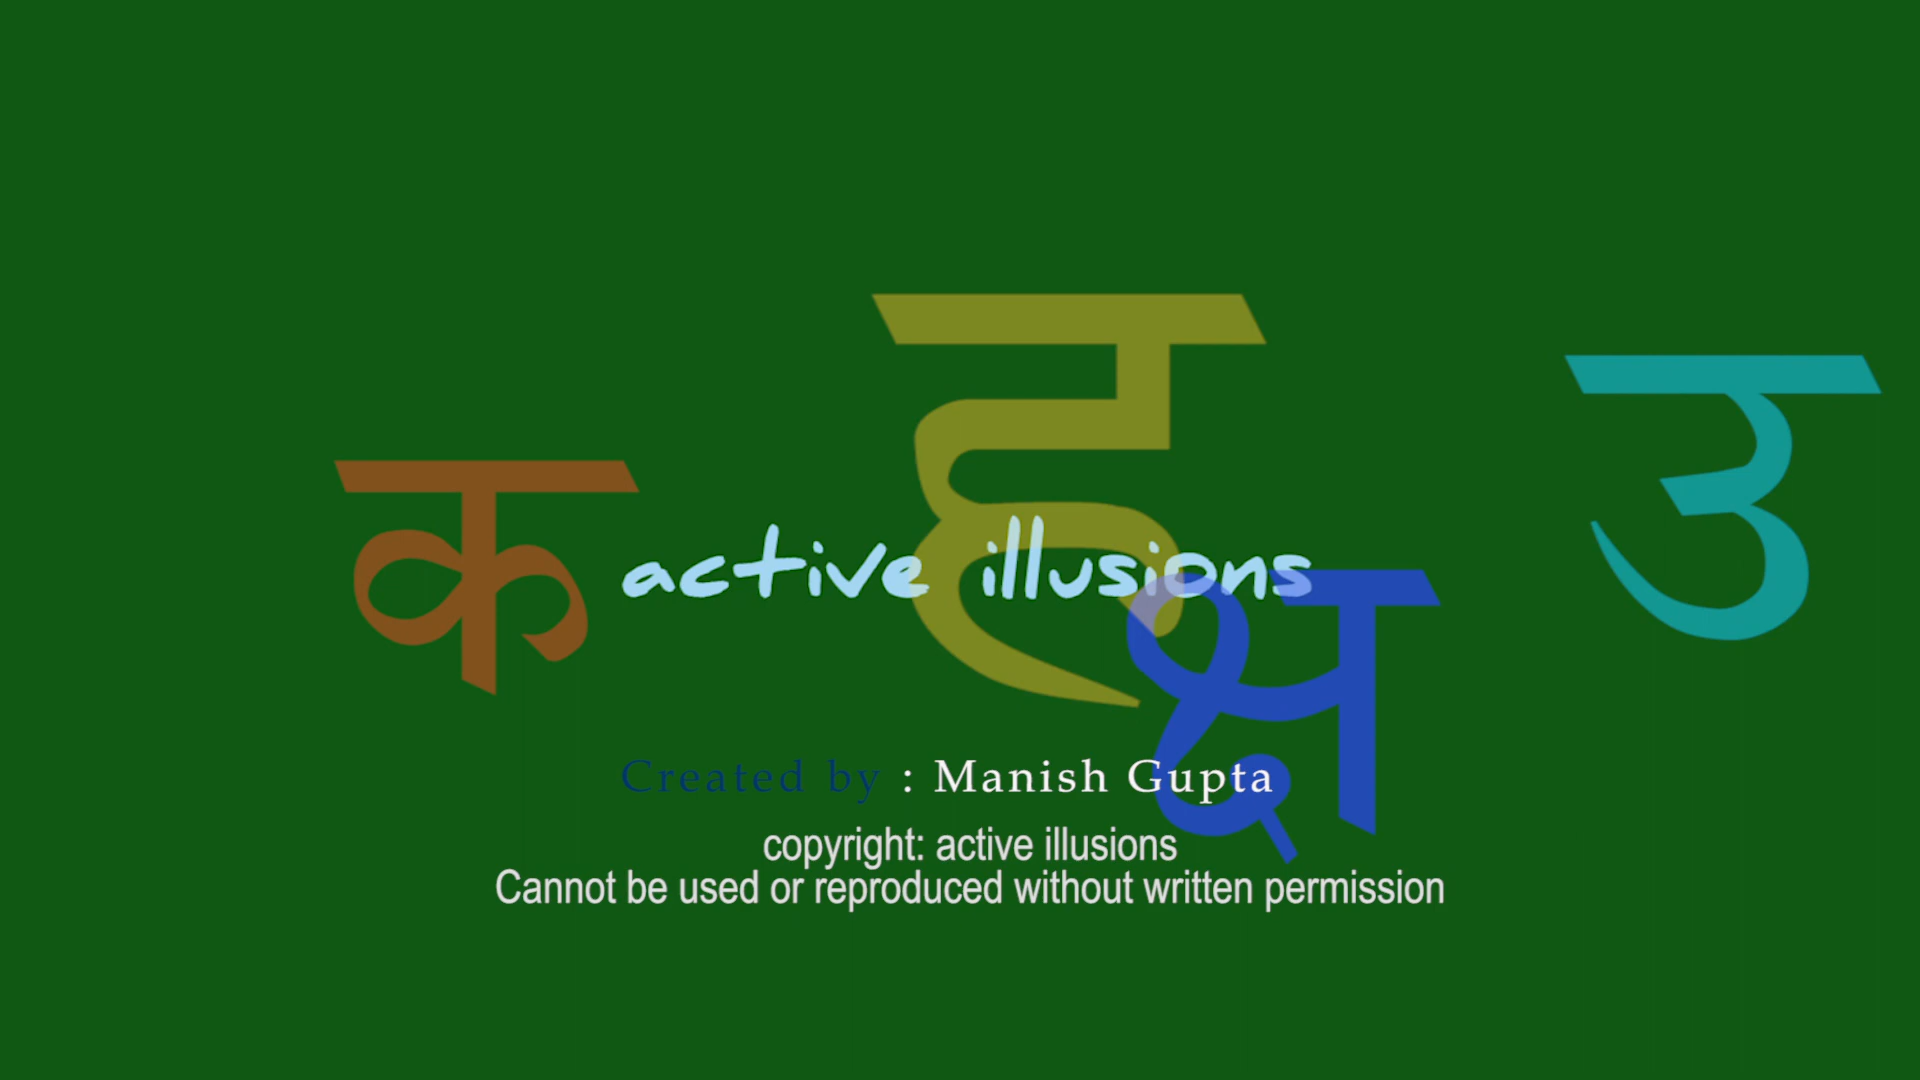 क ह उ
active illusions
क्ष
Created by : Manish Gupta
copyright: active illusions
Cannot be used or reproduced without written permission